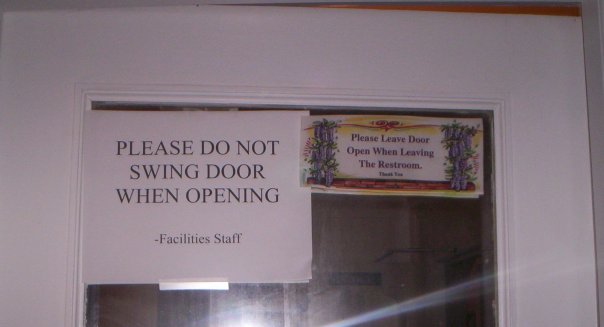 PLEASE DO NOT
SWING DOOR
WHEN OPENING
-Facilities Staff
Please Leave Door
Open When Leaving
The Restroom.
Thank You